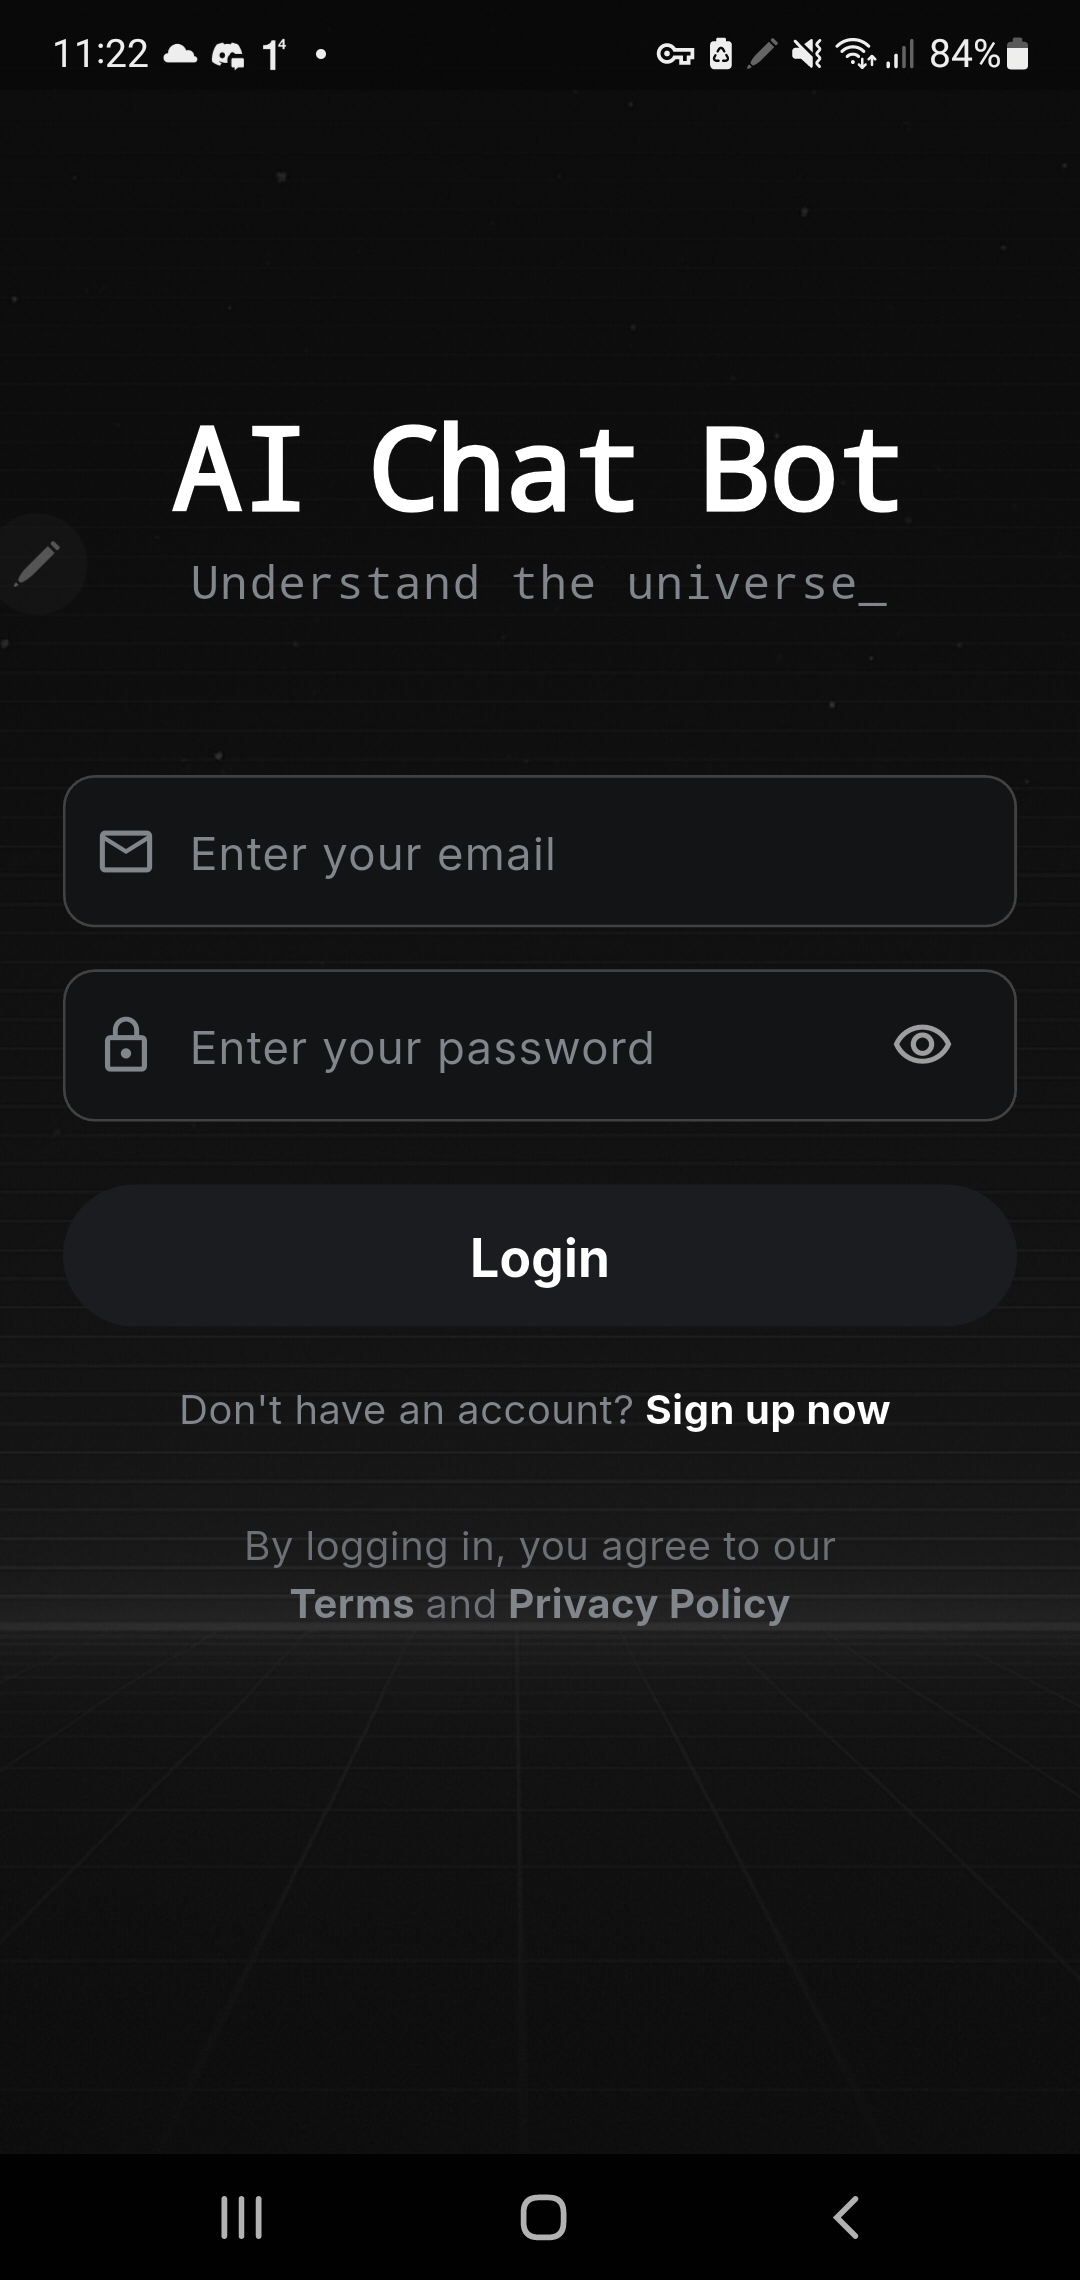 11:22 1⁴ 84%
AI Chat Bot
Understand the universe_
Enter your email
Enter your password
Login
Don't have an account? Sign up now
By logging in, you agree to our
Terms and Privacy Policy